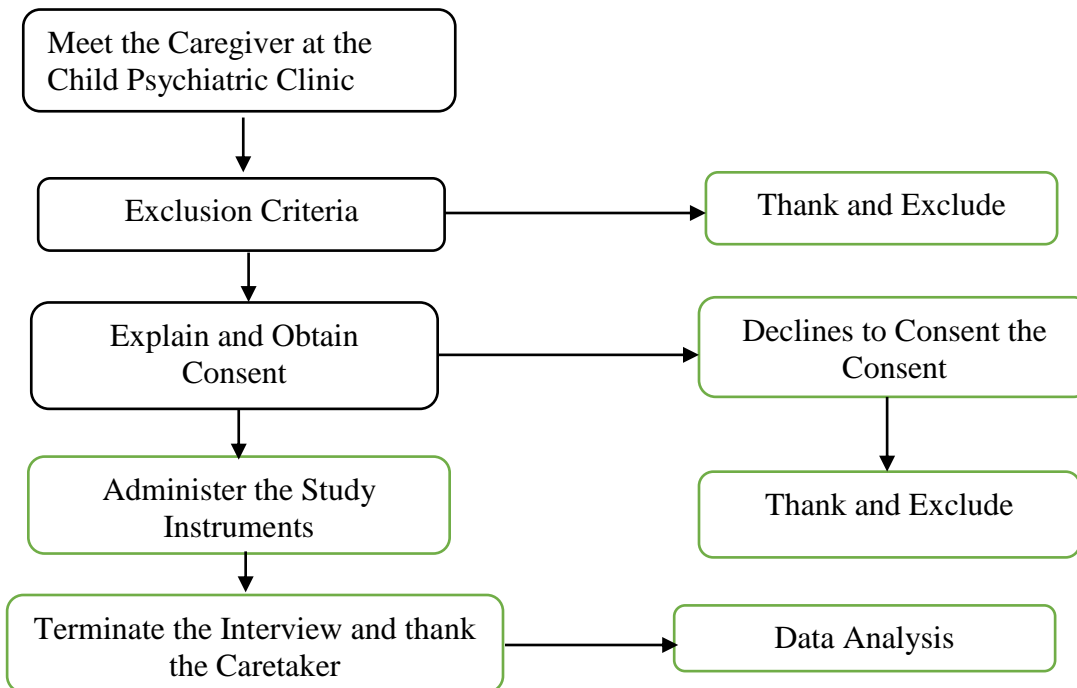 Meet the Caregiver at the
Child Psychiatric Clinic
Exclusion Criteria
Thank and Exclude
Explain and Obtain
Consent
Declines to Consent the
Consent
Administer the Study
Instruments
Thank and Exclude
Terminate the Interview and thank
the Caretaker
Data Analysis